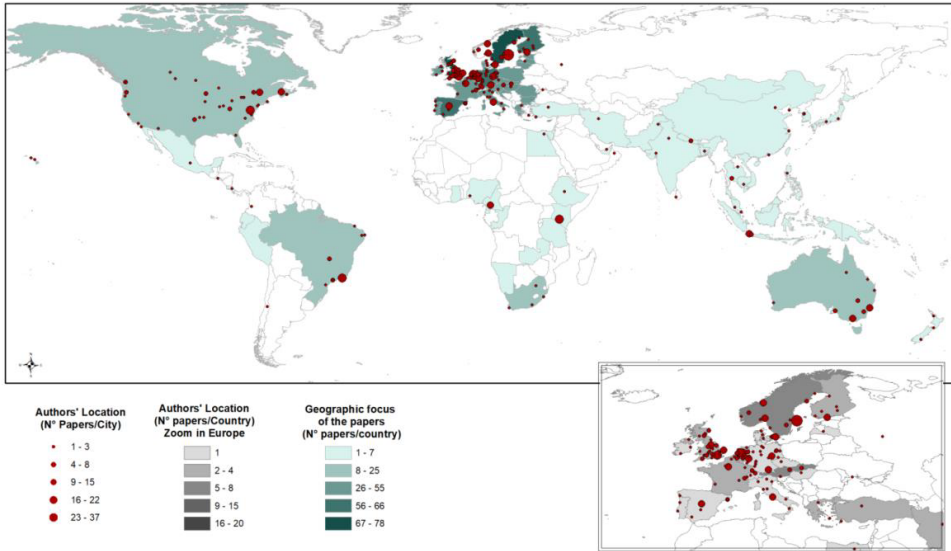 Authors' Location
(N° Papers/City)
1 - 3
4 - 8
9 - 15
16 - 22
23 - 37
Authors' Location
(N° papers/Country)
Zoom in Europe
1
2 - 4
5 - 8
9 - 15
16 - 20
Geographic focus
of the papers
(N° papers/country)
1 - 7
8 - 25
26 - 55
56 - 66
67 - 78